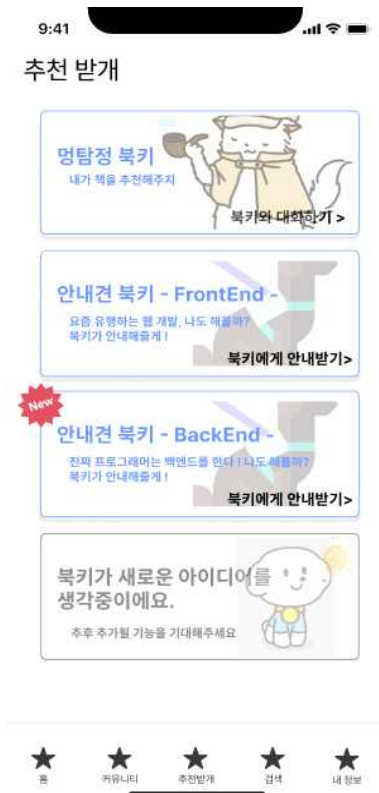 9:41
추천 받개
멍탐정 북키
내가 책을 추천해주지
북키와 대화하기 >
안내견 북키 - FrontEnd -
요즘 유행하는 웹 개발, 나도 해볼까?
북키가 안내해줄게 !
북키에게 안내받기>
New
안내견 북키 - BackEnd -
진짜 프로그래머는 백엔드를 한다 ! 나도 해볼까?
북키가 안내해줄게 !
북키에게 안내받기>
북키가 새로운 아이디어를
생각중이에요.
추후 추가될 기능을 기대해주세요
홈 커뮤니티 추천받개 검색 내 정보